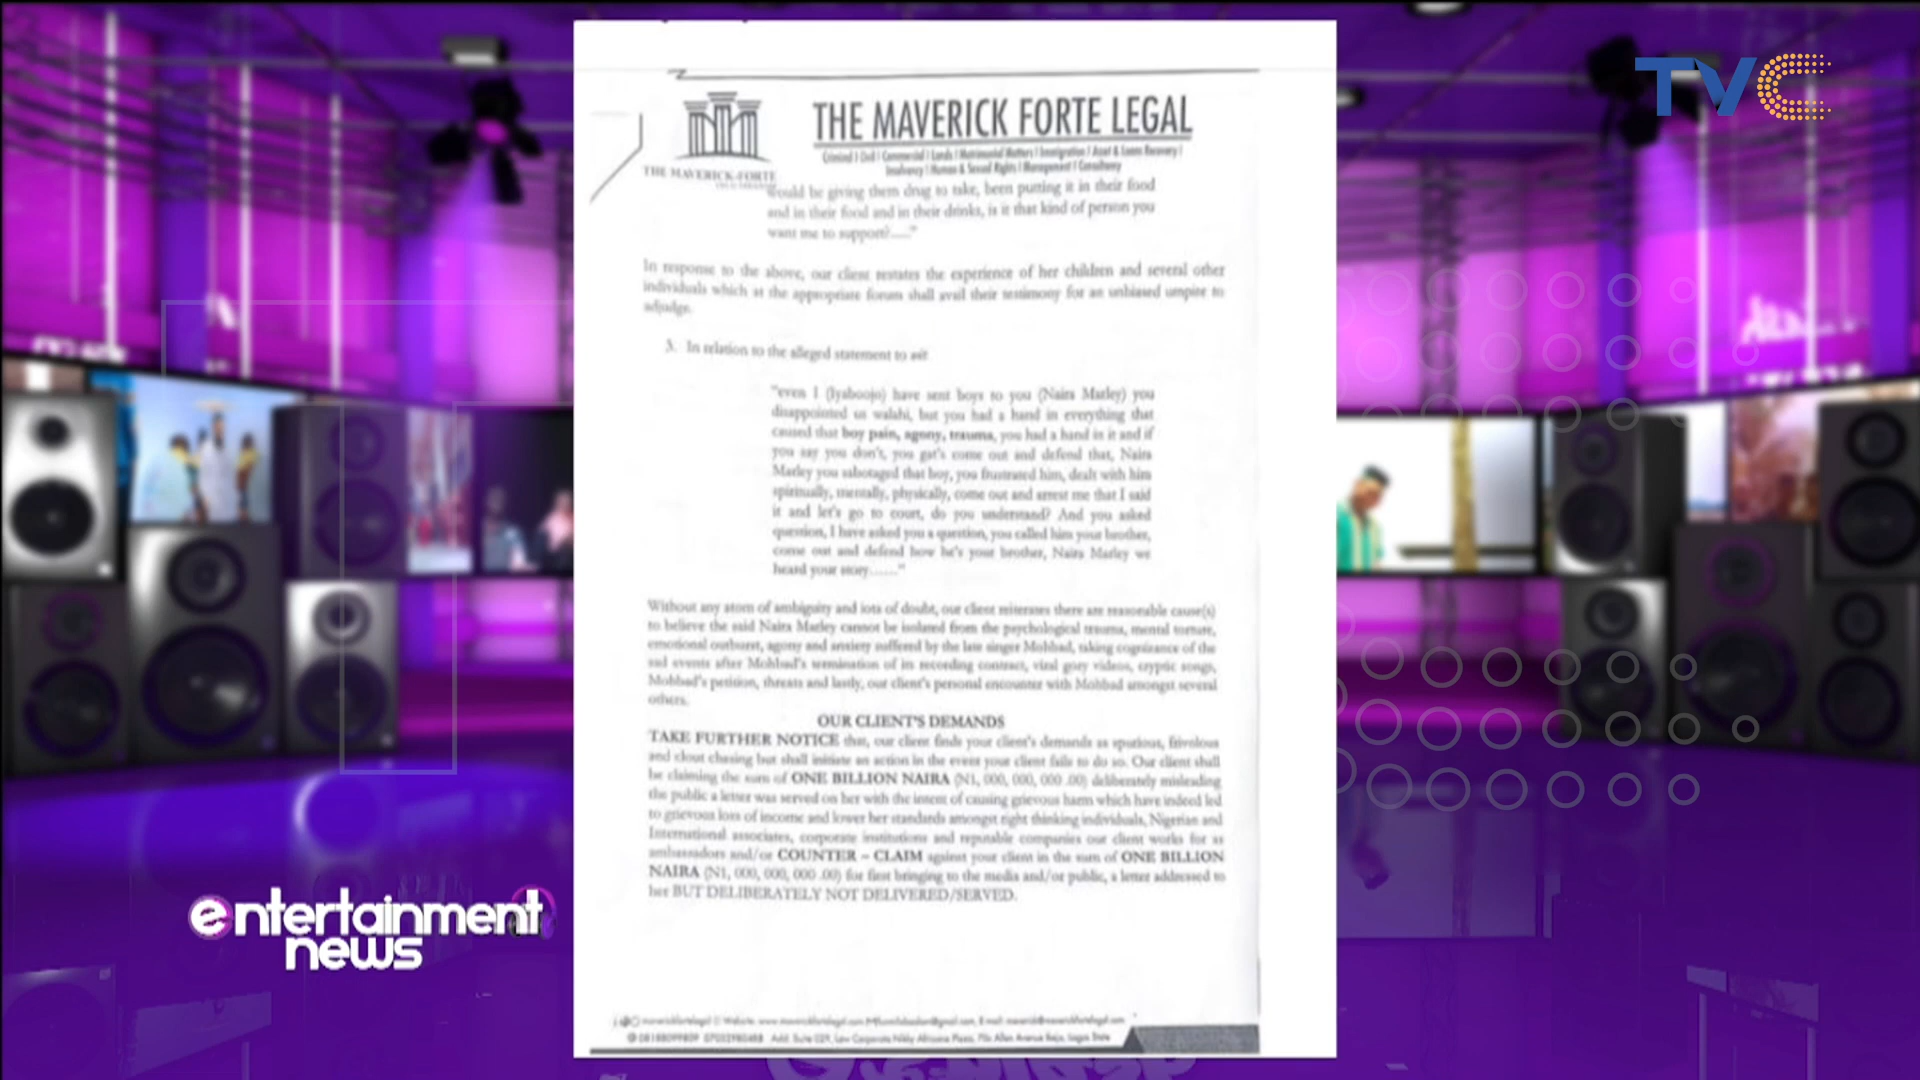 TVC
THE MAVERICK FORTE LEGAL
Criminal | Civil | Commercial | Lands | Matrimonial Matters | Immigration | Asset & Loans Recovery |
Insolvency | Human & Sexual Rights | Management | Consultancy
THE MAVERICK-FORTE
Would be giving them drug to take, been putting it in their food
and in their food and in their drinks, is it that kind of person you
want me to support?....."
In response to the above, our client restates the experience of her children and several other
individuals which at the appropriate forum shall avail their testimony for an unbiased umpire to
adjudge.
3. In relation to the alleged statement to wit
"even I (Iyaboojo) have sent boys to you (Naira Marley) you
disappointed us walahi, but you had a hand in everything that
caused that boy pain, agony, trauma, you had a hand in it and if
you say you don't, you gat's come out and defend that, Naira
Marley you sabotaged that boy, you frustrated him, dealt with him
spiritually, mentally, physically, come out and arrest me that I said
it and let's go to court, do you understand? And you asked
question, I have asked you a question, you called him your brother,
come out and defend how he's your brother, Naira Marley we
heard your story......."
Without any atom of ambiguity and iota of doubt, our client reiterates there are reasonable cause(s)
to believe the said Naira Marley cannot be isolated from the psychological trauma, mental torture,
emotional outburst, agony and anxiety suffered by the late singer Mohbad, taking cognizance of the
sad events after Mohbad's termination of its recording contract, viral gory videos, cryptic songs,
Mohbad's petition, threats and lastly, our client's personal encounter with Mohbad amongst several
others.
OUR CLIENT'S DEMANDS
TAKE FURTHER NOTICE that, our client finds your client's demands as spurious, frivolous
and clout chasing but shall initiate an action in the event your client fails to do so. Our client shall
be claiming the sum of ONE BILLION NAIRA (N1, 000, 000, 000 .00) deliberately misleading
the public a letter was served on her with the intent of causing grievous harm which have indeed led
to grievous loss of income and lower her standards amongst right thinking individuals, Nigerian and
International associates, corporate institutions and reputable companies our client works for as
ambassadors and/or COUNTER – CLAIM against your client in the sum of ONE BILLION
NAIRA (N1, 000, 000, 000 .00) for first bringing to the media and/or public, a letter addressed to
her BUT DELIBERATELY NOT DELIVERED/SERVED.
entertainment
news